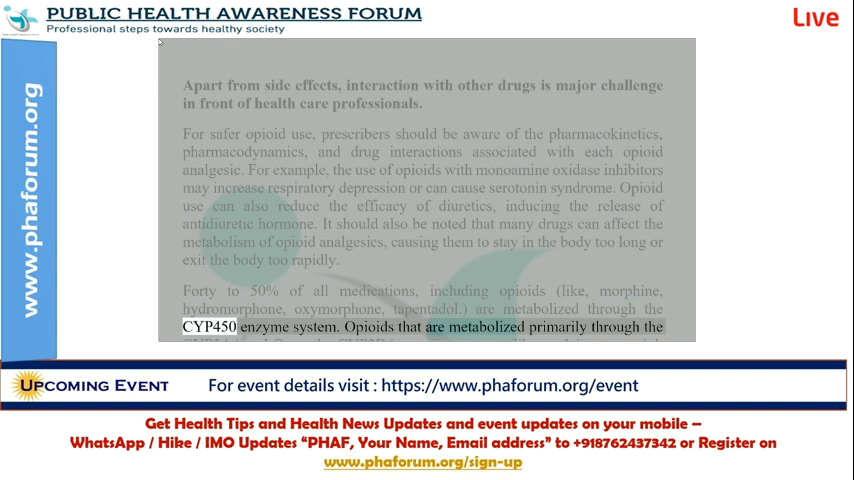 PUBLIC HEALTH AWARENESS FORUM
Professional steps towards healthy society
Live
www.phaforum.org
Apart from side effects, interaction with other drugs is major challenge
in front of health care professionals.
For safer opioid use, prescribers should be aware of the pharmacokinetics,
pharmacodynamics, and drug interactions associated with each opioid
analgesic. For example, the use of opioids with monoamine oxidase inhibitors
may increase respiratory depression or can cause serotonin syndrome. Opioid
use can also reduce the efficacy of diuretics, inducing the release of
antidiuretic hormone. It should also be noted that many drugs can affect the
metabolism of opioid analgesics, causing them to stay in the body too long or
exit the body too rapidly.
Forty to 50% of all medications, including opioids (like, morphine,
hydromorphone, oxymorphone, tapentadol.) are metabolized through the
CYP450 enzyme system. Opioids that are metabolized primarily through the
UPCOMING EVENT
For event details visit : https://www.phaforum.org/event
Get Health Tips and Health News Updates and event updates on your mobile –
WhatsApp / Hike / IMO Updates “PHAF, Your Name, Email address” to +918762437342 or Register on
www.phaforum.org/sign-up